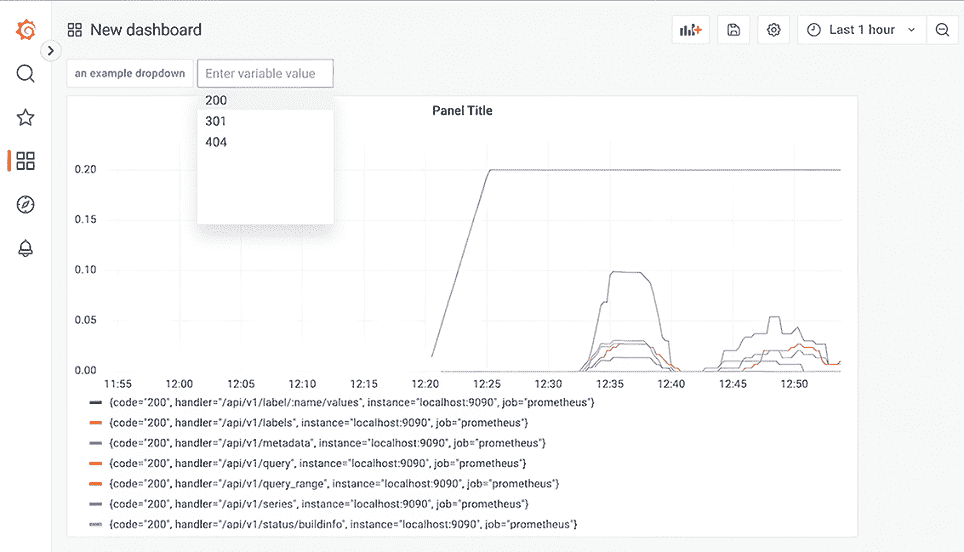 New dashboard
Last 1 hour
an example dropdown
Enter variable value
200
301
404
Panel Title
0.20
0.15
0.10
0.05
0.00
11:55 12:00 12:05 12:10 12:15 12:20 12:25 12:30 12:35 12:40 12:45 12:50
{code="200", handler="/api/v1/label/:name/values", instance="localhost:9090", job="prometheus"}
{code="200", handler="/api/v1/labels", instance="localhost:9090", job="prometheus"}
{code="200", handler="/api/v1/metadata", instance="localhost:9090", job="prometheus"}
{code="200", handler="/api/v1/query", instance="localhost:9090", job="prometheus"}
{code="200", handler="/api/v1/query_range", instance="localhost:9090", job="prometheus"}
{code="200", handler="/api/v1/series", instance="localhost:9090", job="prometheus"}
{code="200", handler="/api/v1/status/buildinfo", instance="localhost:9090", job="prometheus"}